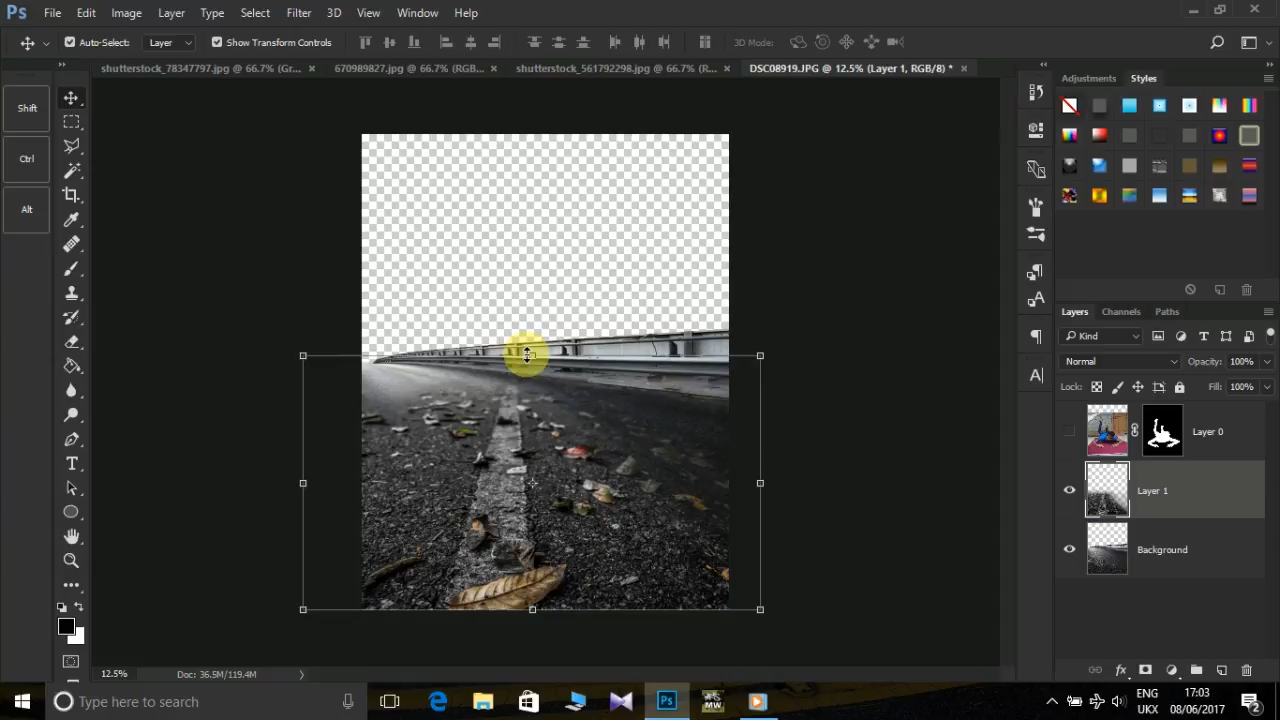 Ps File Edit Image Layer Type Select Filter 3D View Window Help
Auto-Select: Layer Show Transform Controls 3D Mode:
shutterstock_78347797.jpg @ 66.7% (Gr... × 670989827.jpg @ 66.7% (RGB... × shutterstock_561792298.jpg @ 66.7% (R... × DSC08919.JPG @ 12.5% (Layer 1, RGB/8) * ×
Adjustments Styles
Shift
Ctrl
Alt
Layers Channels Paths
Kind
Normal Opacity: 100%
Lock: Fill: 100%
Layer 0
Layer 1
Background
fx
12.5% Doc: 36.5M/119.4M
Type here to search
Ps
MW
ENG
UKX
17:03
08/06/2017
2